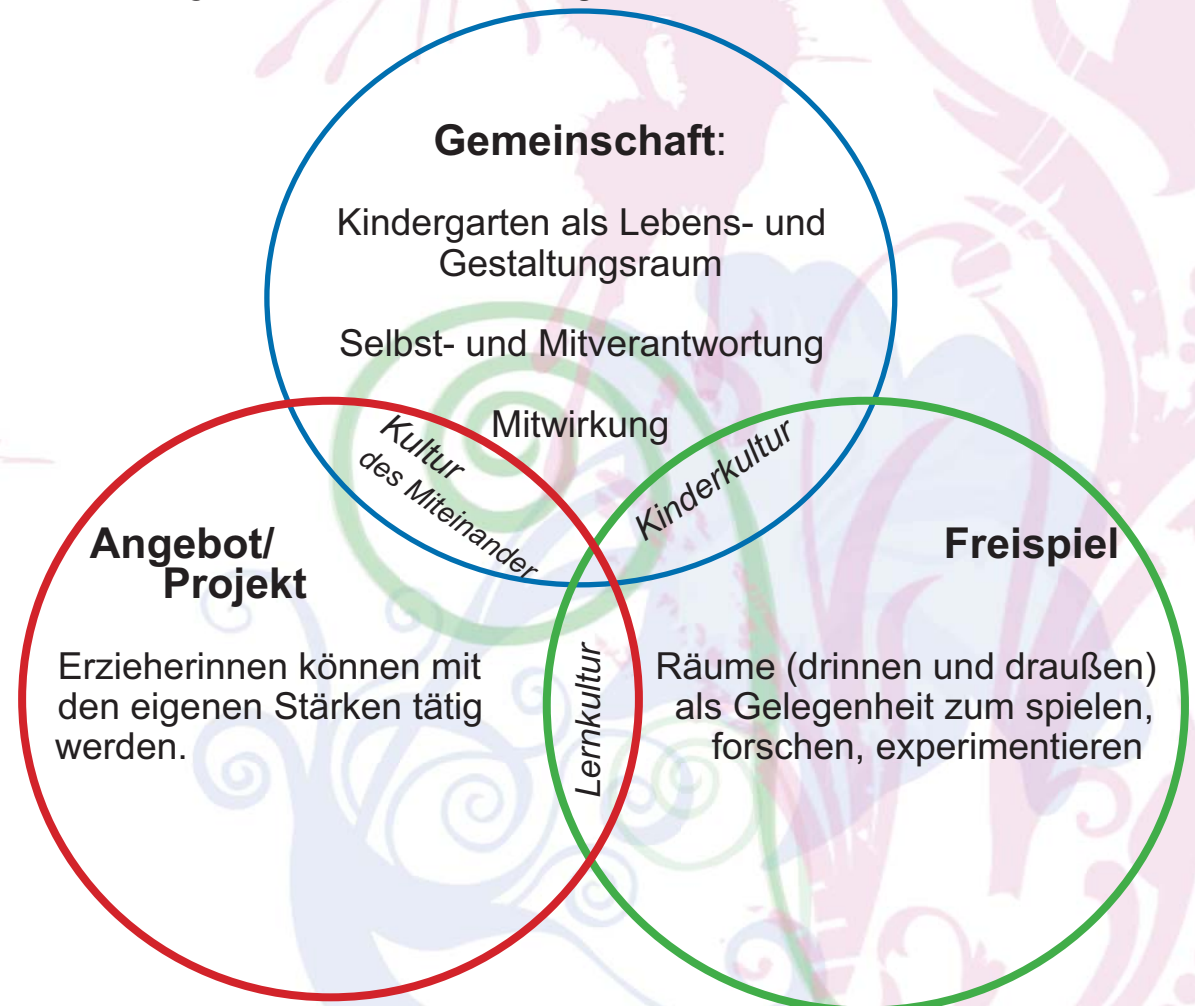 Gemeinschaft:
Kindergarten als Lebens- und
Gestaltungsraum
Selbst- und Mitverantwortung
Mitwirkung
Kultur
des Miteinander
Kinderkultur
Angebot/
Projekt
Erzieherinnen können mit
den eigenen Stärken tätig
werden.
Lernkultur
Freispiel
Räume (drinnen und draußen)
als Gelegenheit zum spielen,
forschen, experimentieren